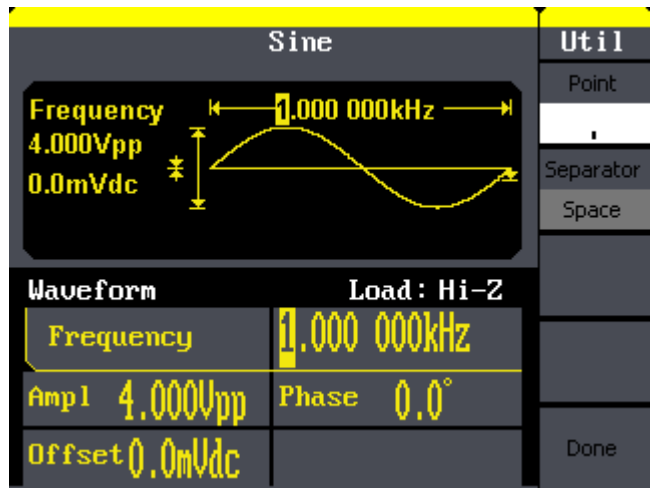 Sine
Util
Point
.
Separator
Space
Done
Frequency 1.000 000kHz
4.000Vpp
0.0mVdc
Waveform Load: Hi-Z
Frequency 1.000 000kHz
Ampl 4.000Vpp Phase 0.0°
Offset 0.0mVdc